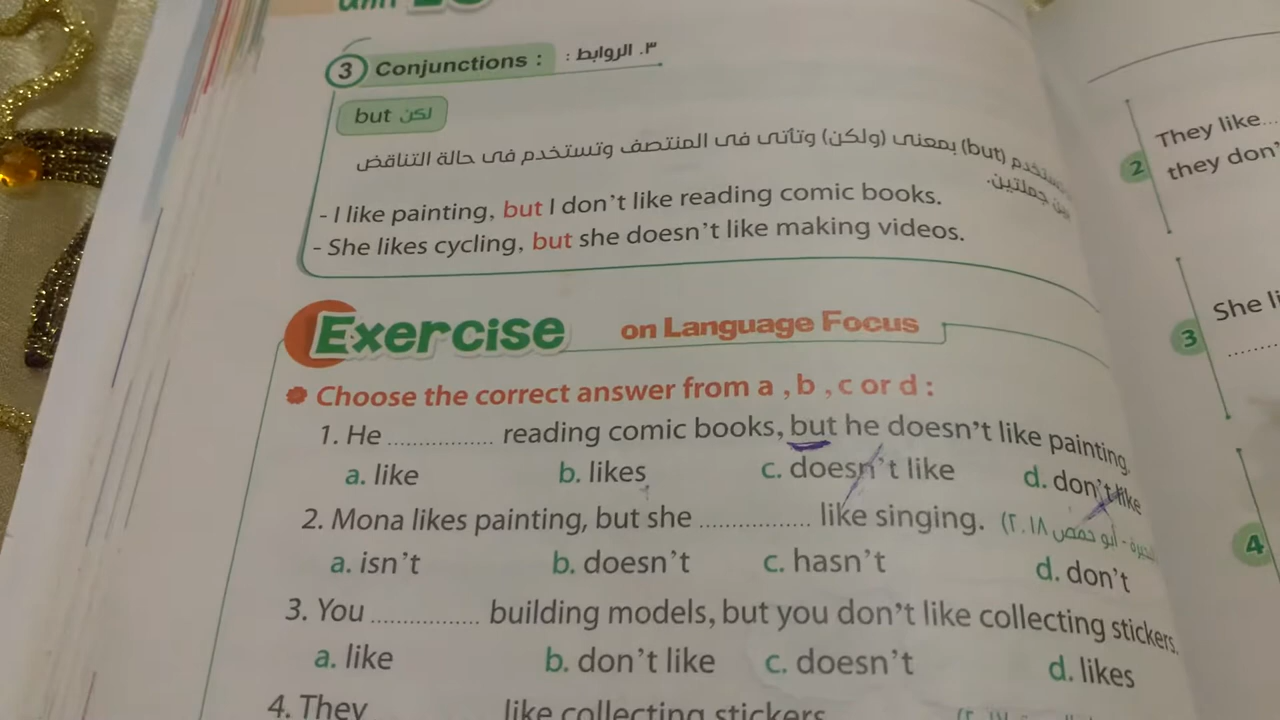 3 Conjunctions : ٣. الروابط :
but لكن
(but) بمعنى (ولكن) وتأتى فى المنتصف وتستخدم فى حالة التناقض
جملتين.
- I like painting, but I don't like reading comic books.
- She likes cycling, but she doesn't like making videos.
Exercise on Language Focus
Choose the correct answer from a , b , c or d :
1. He ................ reading comic books, but he doesn't like painting.
a. like b. likes c. doesn't like d. don't like
2. Mona likes painting, but she ................ like singing. - أبو حمص ٢٠١٨)
a. isn't b. doesn't c. hasn't d. don't
3. You ................ building models, but you don't like collecting stickers.
a. like b. don't like c. doesn't d. likes
4. They like collecting stickers
2 They like...
they don'
3 She li
4